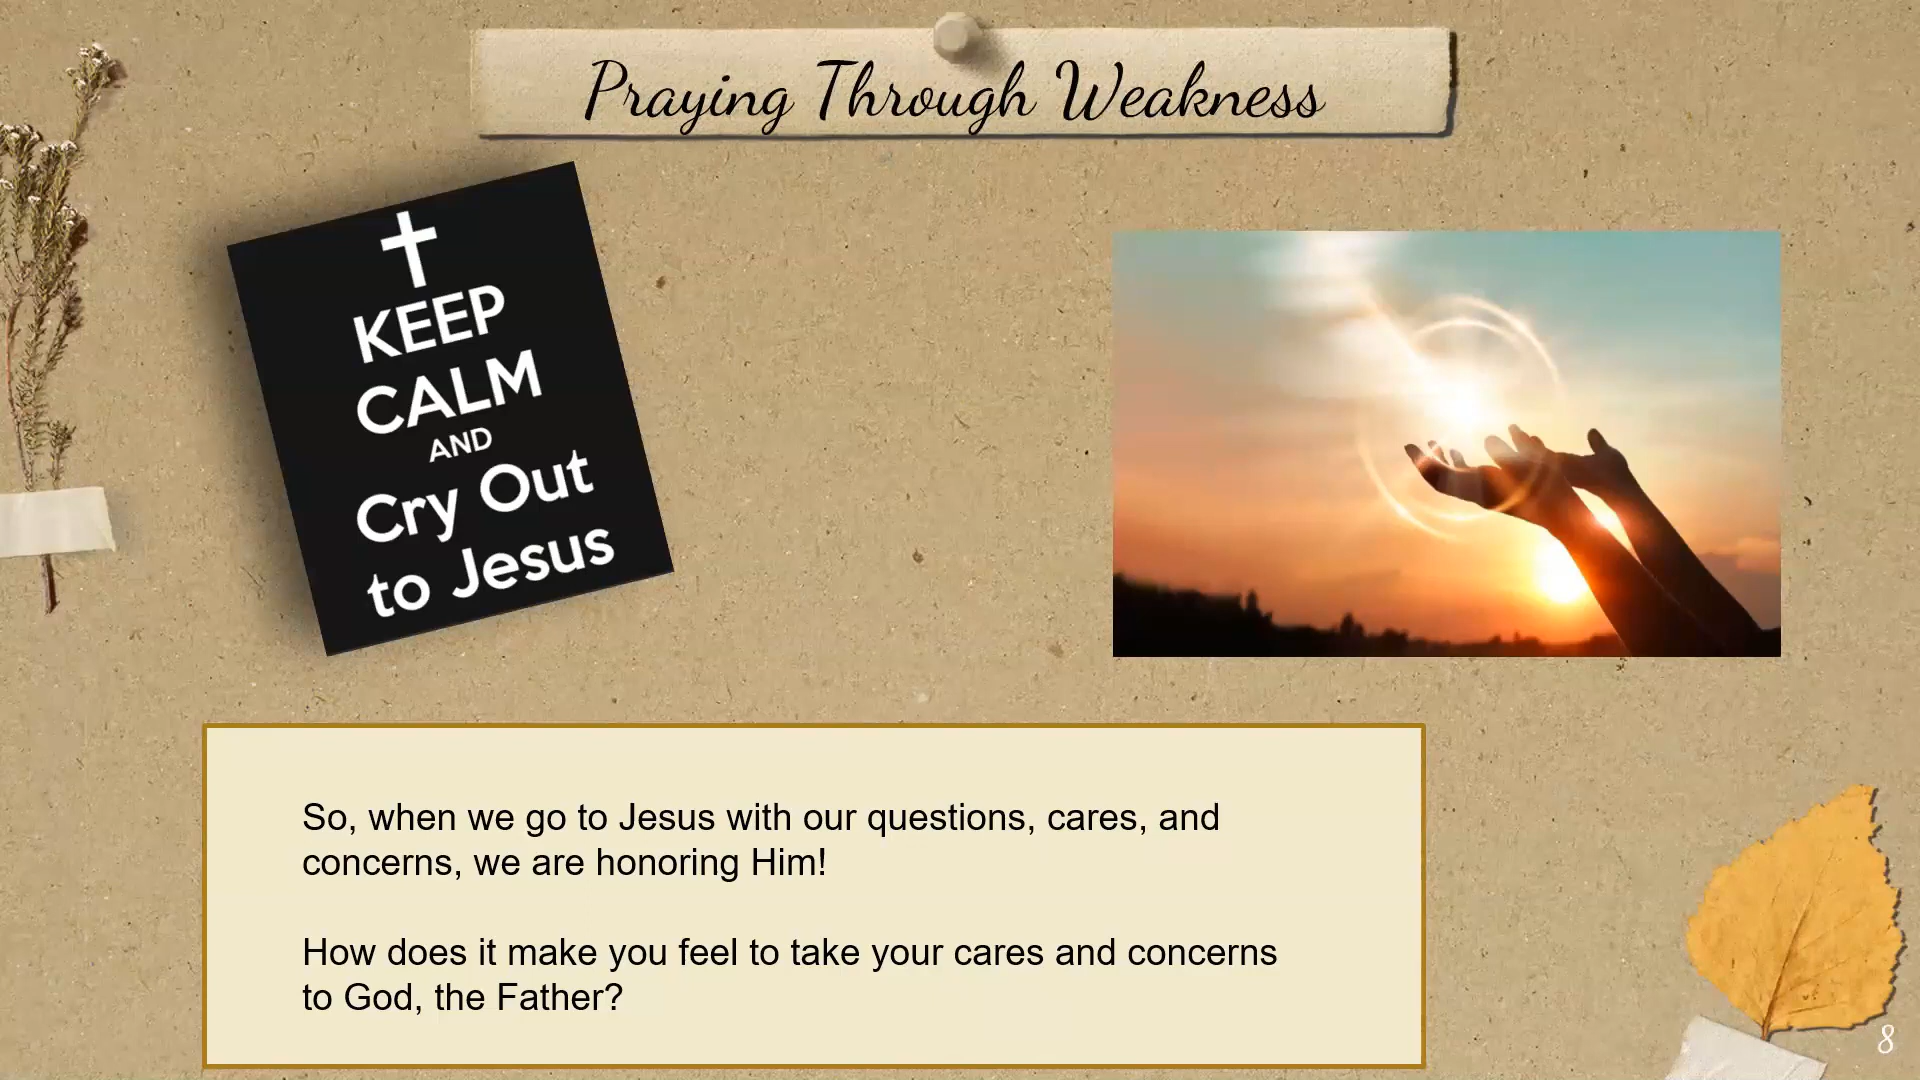 Praying Through Weakness
KEEP
CALM
AND
Cry Out
to Jesus
So, when we go to Jesus with our questions, cares, and
concerns, we are honoring Him!
How does it make you feel to take your cares and concerns
to God, the Father?
8